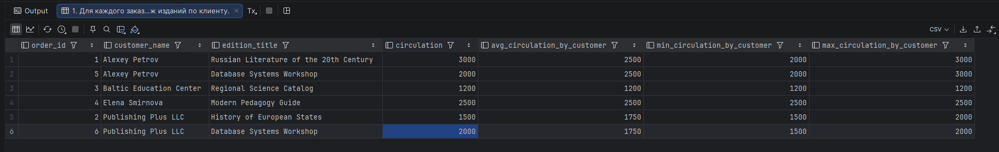 Output 1. Для каждого заказ...ж изданий по клиенту. Tx
CSV
order_id customer_name edition_title circulation avg_circulation_by_customer min_circulation_by_customer max_circulation_by_customer
1 1 Alexey Petrov Russian Literature of the 20th Century 3000 2500 2000 3000
2 5 Alexey Petrov Database Systems Workshop 2000 2500 2000 3000
3 3 Baltic Education Center Regional Science Catalog 1200 1200 1200 1200
4 4 Elena Smirnova Modern Pedagogy Guide 2500 2500 2500 2500
5 2 Publishing Plus LLC History of European States 1500 1750 1500 2000
6 6 Publishing Plus LLC Database Systems Workshop 2000 1750 1500 2000